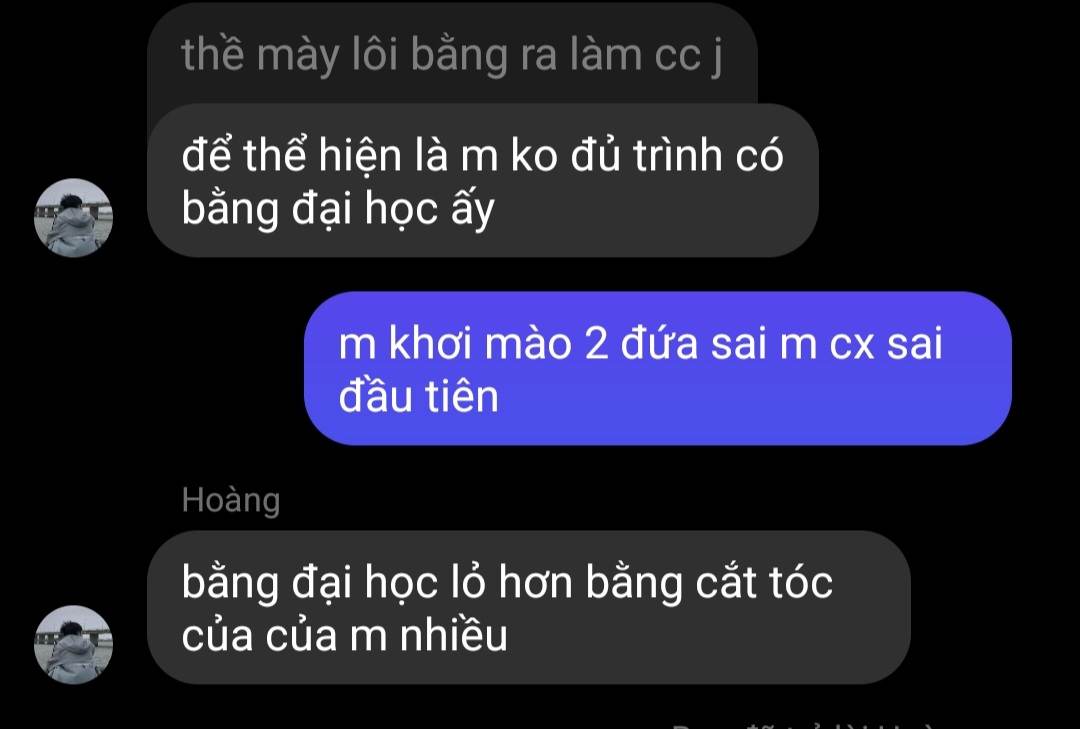 thề mày lôi bằng ra làm cc j
để thể hiện là m ko đủ trình có
bằng đại học ấy
m khơi mào 2 đứa sai m cx sai
đầu tiên
Hoàng
bằng đại học lỏ hơn bằng cắt tóc
của của m nhiều